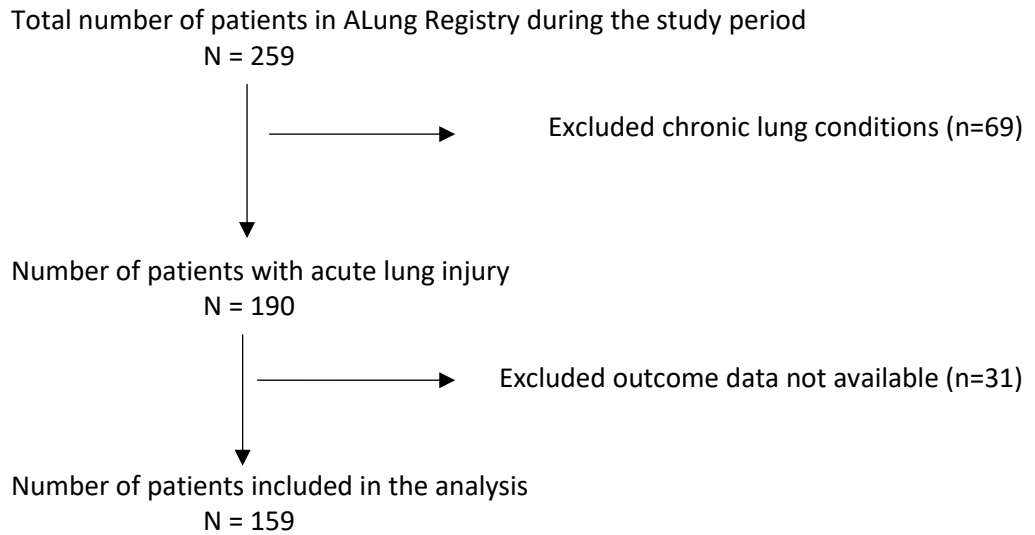 Total number of patients in ALung Registry during the study period
N = 259
Excluded chronic lung conditions (n=69)
Number of patients with acute lung injury
N = 190
Excluded outcome data not available (n=31)
Number of patients included in the analysis
N = 159